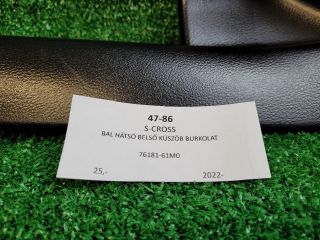 47-86
S-CROSS
BAL HÁTSÓ BELSŐ KÜSZÖB BURKOLAT
76181-61M0
25,- 2022-